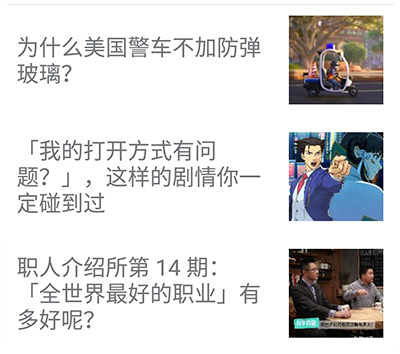 为什么美国警车不加防弹
玻璃？
「我的打开方式有问
题？」，这样的剧情你一
定碰到过
职人介绍所第 14 期：
「全世界最好的职业」有
多好呢？